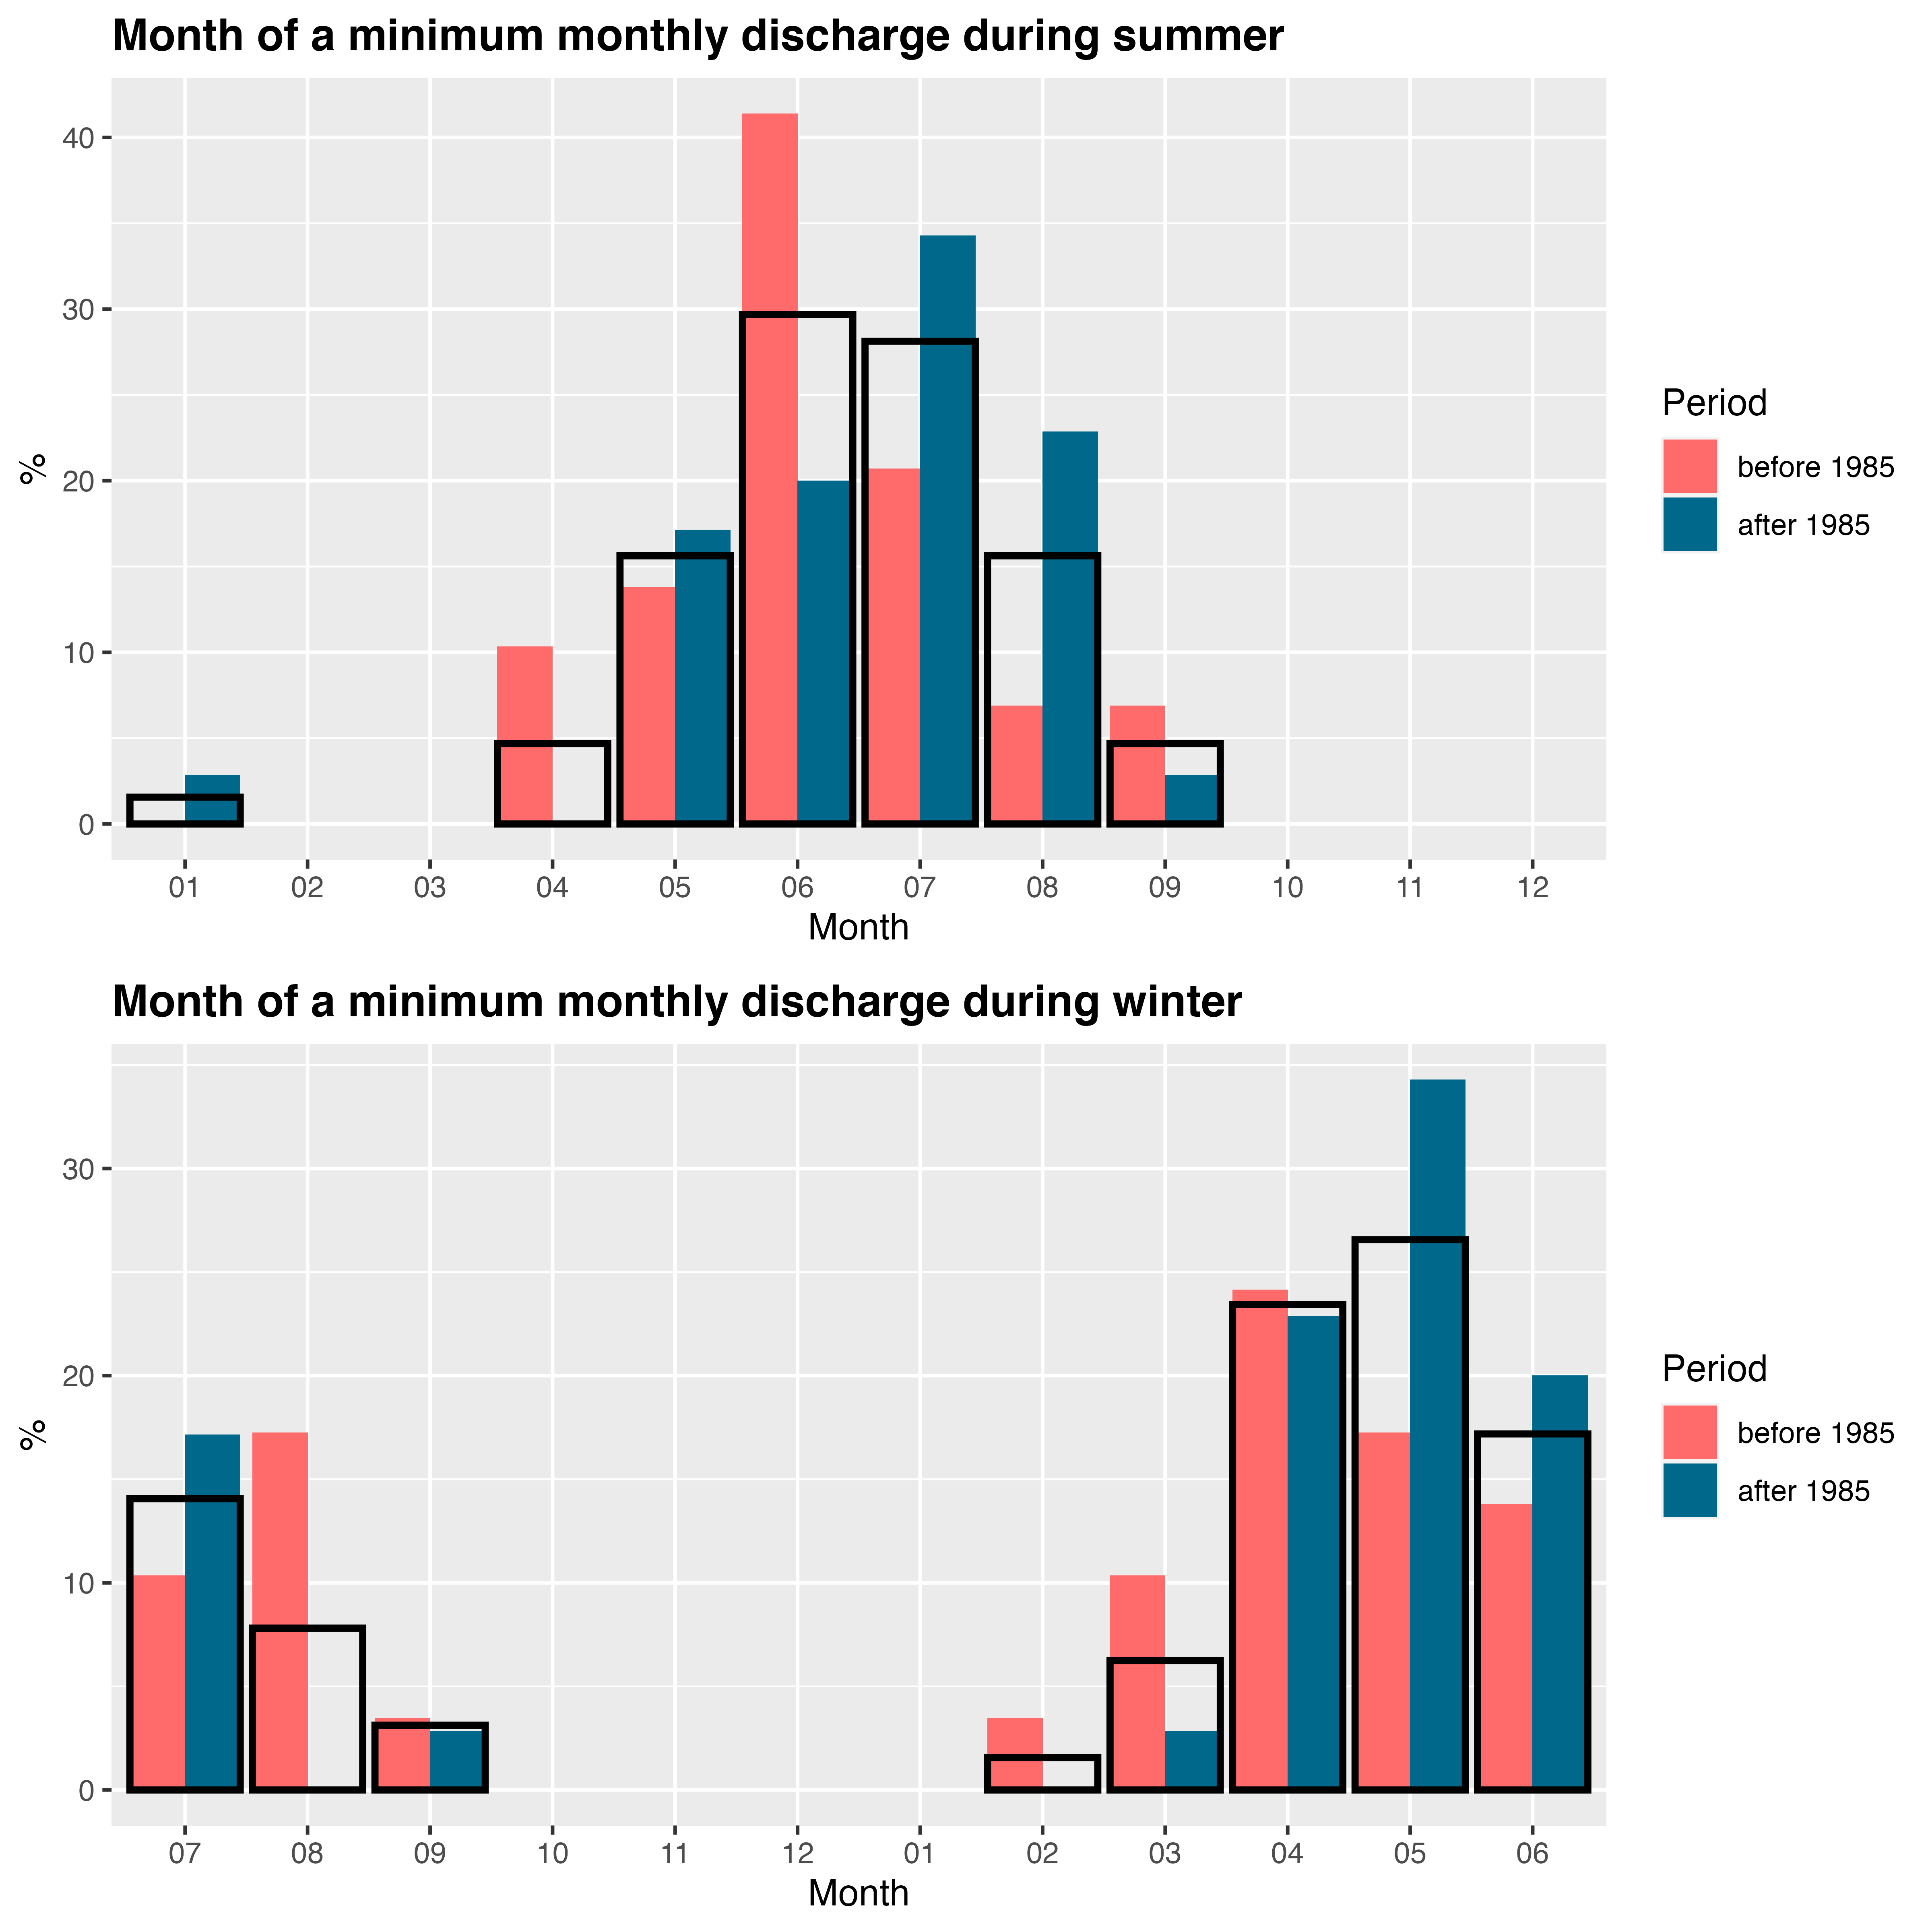 Month of a minimum monthly discharge during summer
40
30
20
10
0
%
01 02 03 04 05 06 07 08 09 10 11 12
Month
Period
before 1985
after 1985
Month of a minimum monthly discharge during winter
30
20
10
0
%
07 08 09 10 11 12 01 02 03 04 05 06
Month
Period
before 1985
after 1985